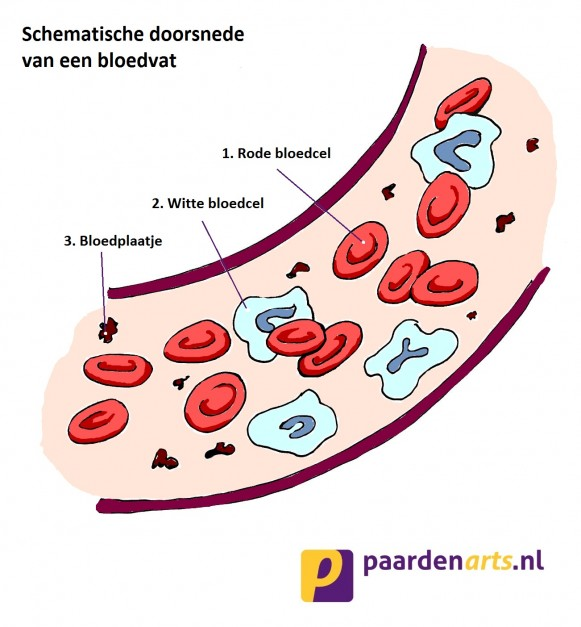 Schematische doorsnede
van een bloedvat
1. Rode bloedcel
2. Witte bloedcel
3. Bloedplaatje
paardenarts.nl